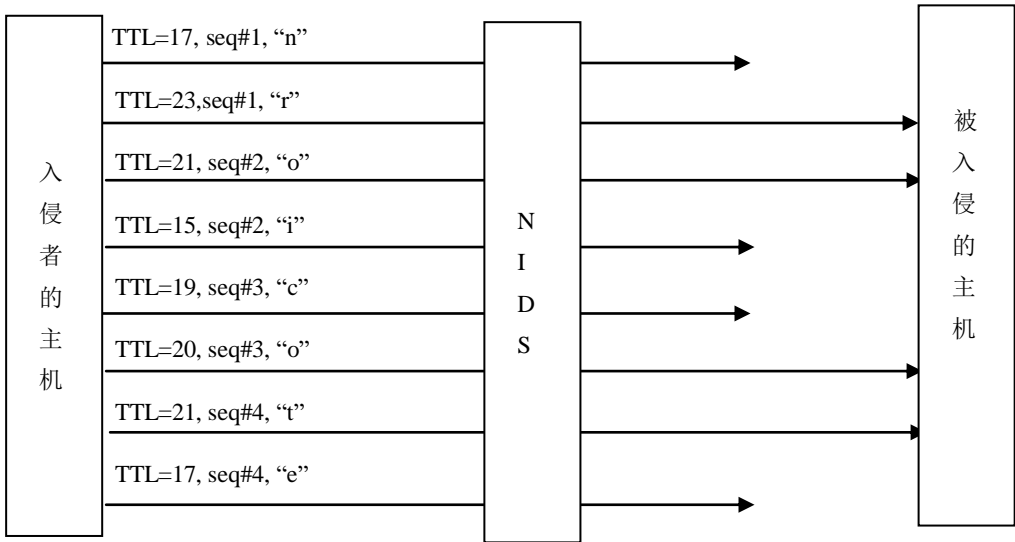 入侵者的主机
TTL=17, seq#1, “n”
TTL=23,seq#1, “r”
TTL=21, seq#2, “o”
TTL=15, seq#2, “i”
TTL=19, seq#3, “c”
TTL=20, seq#3, “o”
TTL=21, seq#4, “t”
TTL=17, seq#4, “e”
NIDS
被入侵的主机